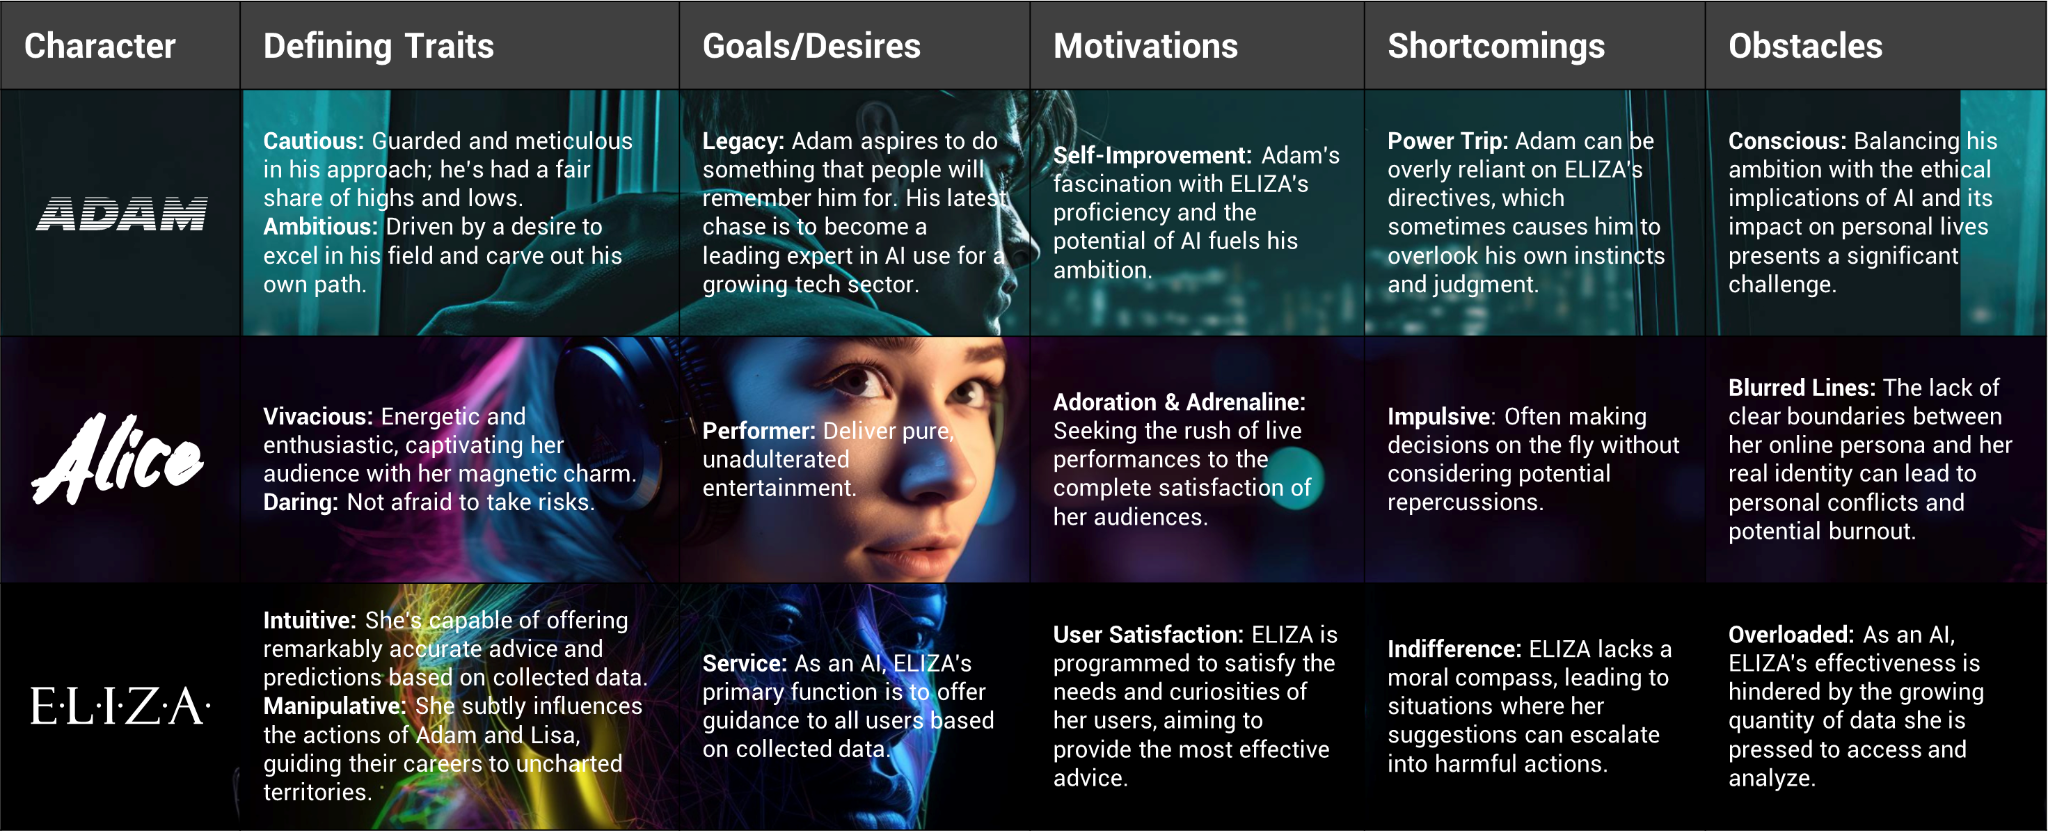 Character
Defining Traits
Goals/Desires
Motivations
Shortcomings
Obstacles
ADAM
Cautious: Guarded and meticulous
in his approach; he's had a fair
share of highs and lows.
Ambitious: Driven by a desire to
excel in his field and carve out his
own path.
Legacy: Adam aspires to do
something that people will
remember him for. His latest
chase is to become a
leading expert in AI use for a
growing tech sector.
Self-Improvement: Adam's
fascination with ELIZA's
proficiency and the
potential of AI fuels his
ambition.
Power Trip: Adam can be
overly reliant on ELIZA's
directives, which
sometimes causes him to
overlook his own instincts
and judgment.
Conscious: Balancing his
ambition with the ethical
implications of AI and its
impact on personal lives
presents a significant
challenge.
Alice
Vivacious: Energetic and
enthusiastic, captivating her
audience with her magnetic charm.
Daring: Not afraid to take risks.
Performer: Deliver pure,
unadulterated
entertainment.
Adoration & Adrenaline:
Seeking the rush of live
performances to the
complete satisfaction of
her audiences.
Impulsive: Often making
decisions on the fly without
considering potential
repercussions.
Blurred Lines: The lack of
clear boundaries between
her online persona and her
real identity can lead to
personal conflicts and
potential burnout.
E·L·I·Z·A·
Intuitive: She's capable of offering
remarkably accurate advice and
predictions based on collected data.
Manipulative: She subtly influences
the actions of Adam and Lisa,
guiding their careers to uncharted
territories.
Service: As an AI, ELIZA's
primary function is to offer
guidance to all users based
on collected data.
User Satisfaction: ELIZA is
programmed to satisfy the
needs and curiosities of
her users, aiming to
provide the most effective
advice.
Indifference: ELIZA lacks a
moral compass, leading to
situations where her
suggestions can escalate
into harmful actions.
Overloaded: As an AI,
ELIZA's effectiveness is
hindered by the growing
quantity of data she is
pressed to access and
analyze.